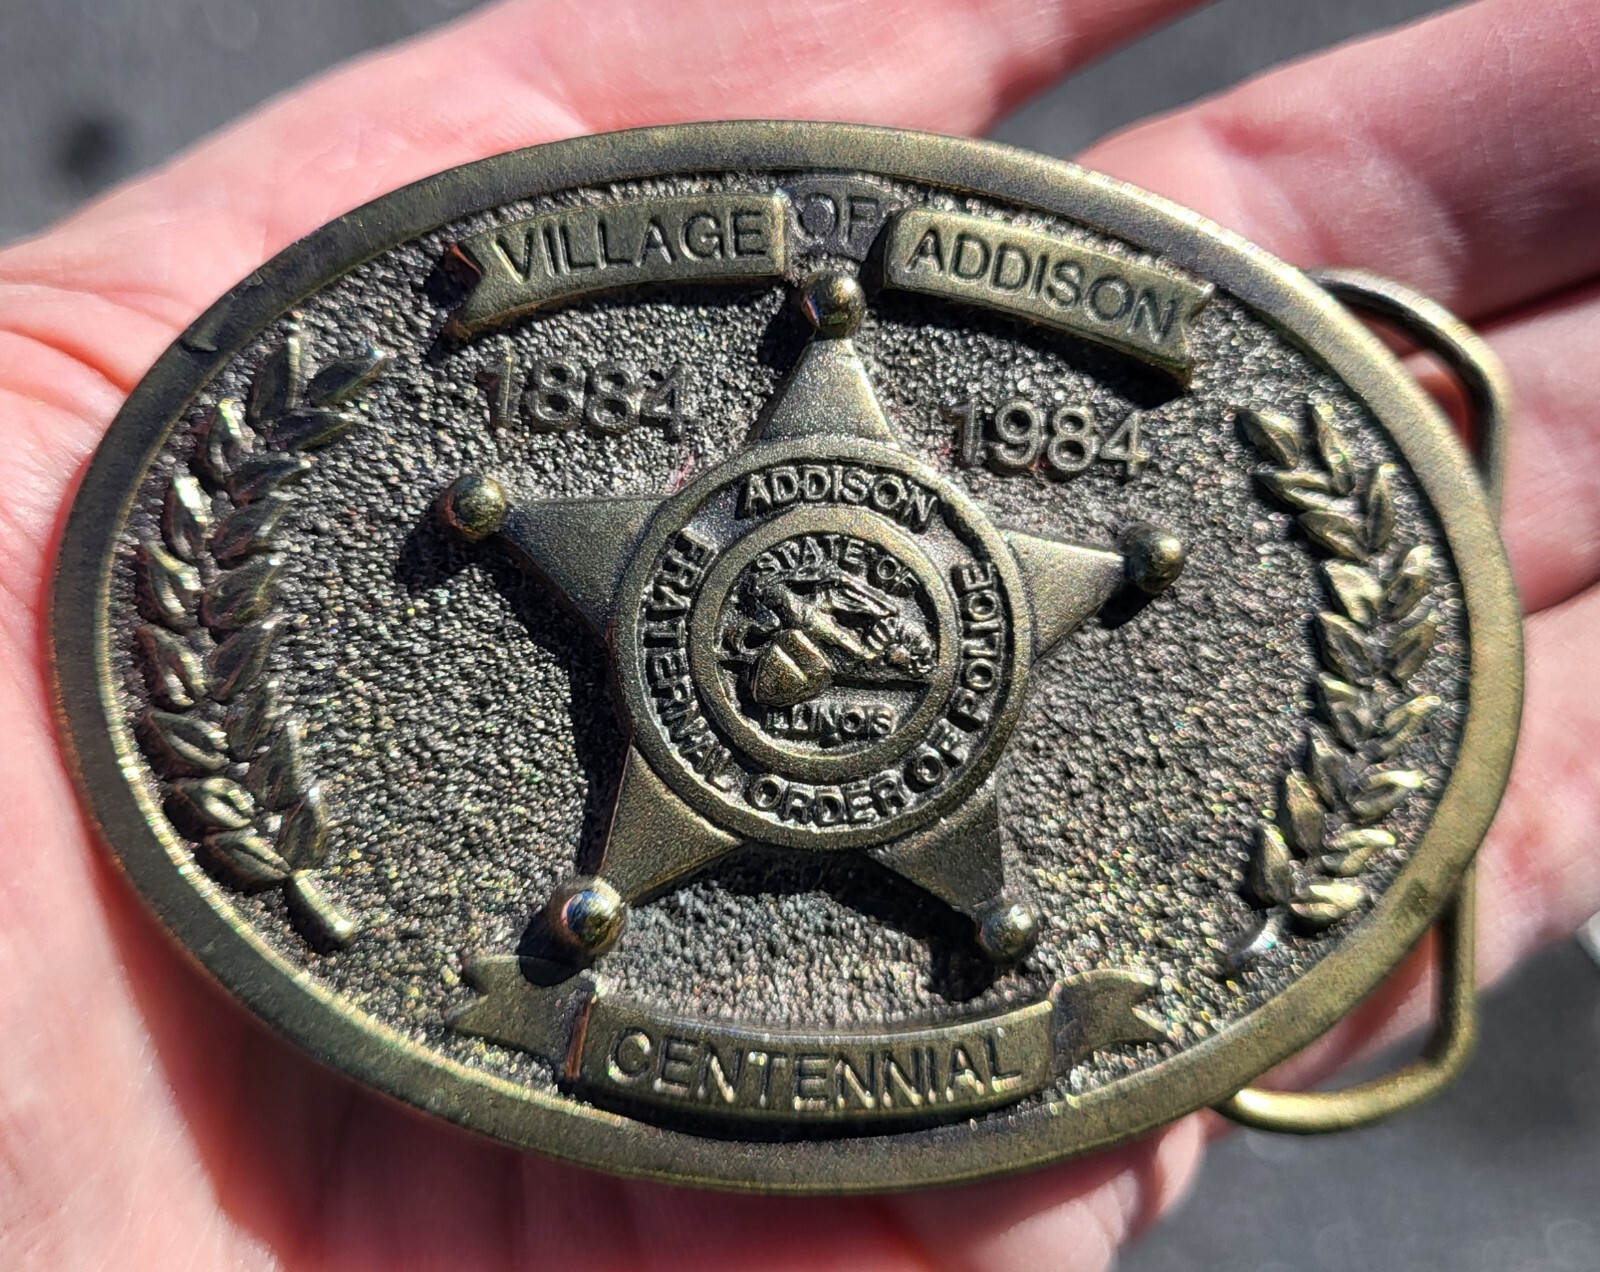 VILLAGE OF ADDISON
1884 1984
ADDISON
FRATERNAL ORDER OF POLICE
STATE OF
ILLINOIS
CENTENNIAL